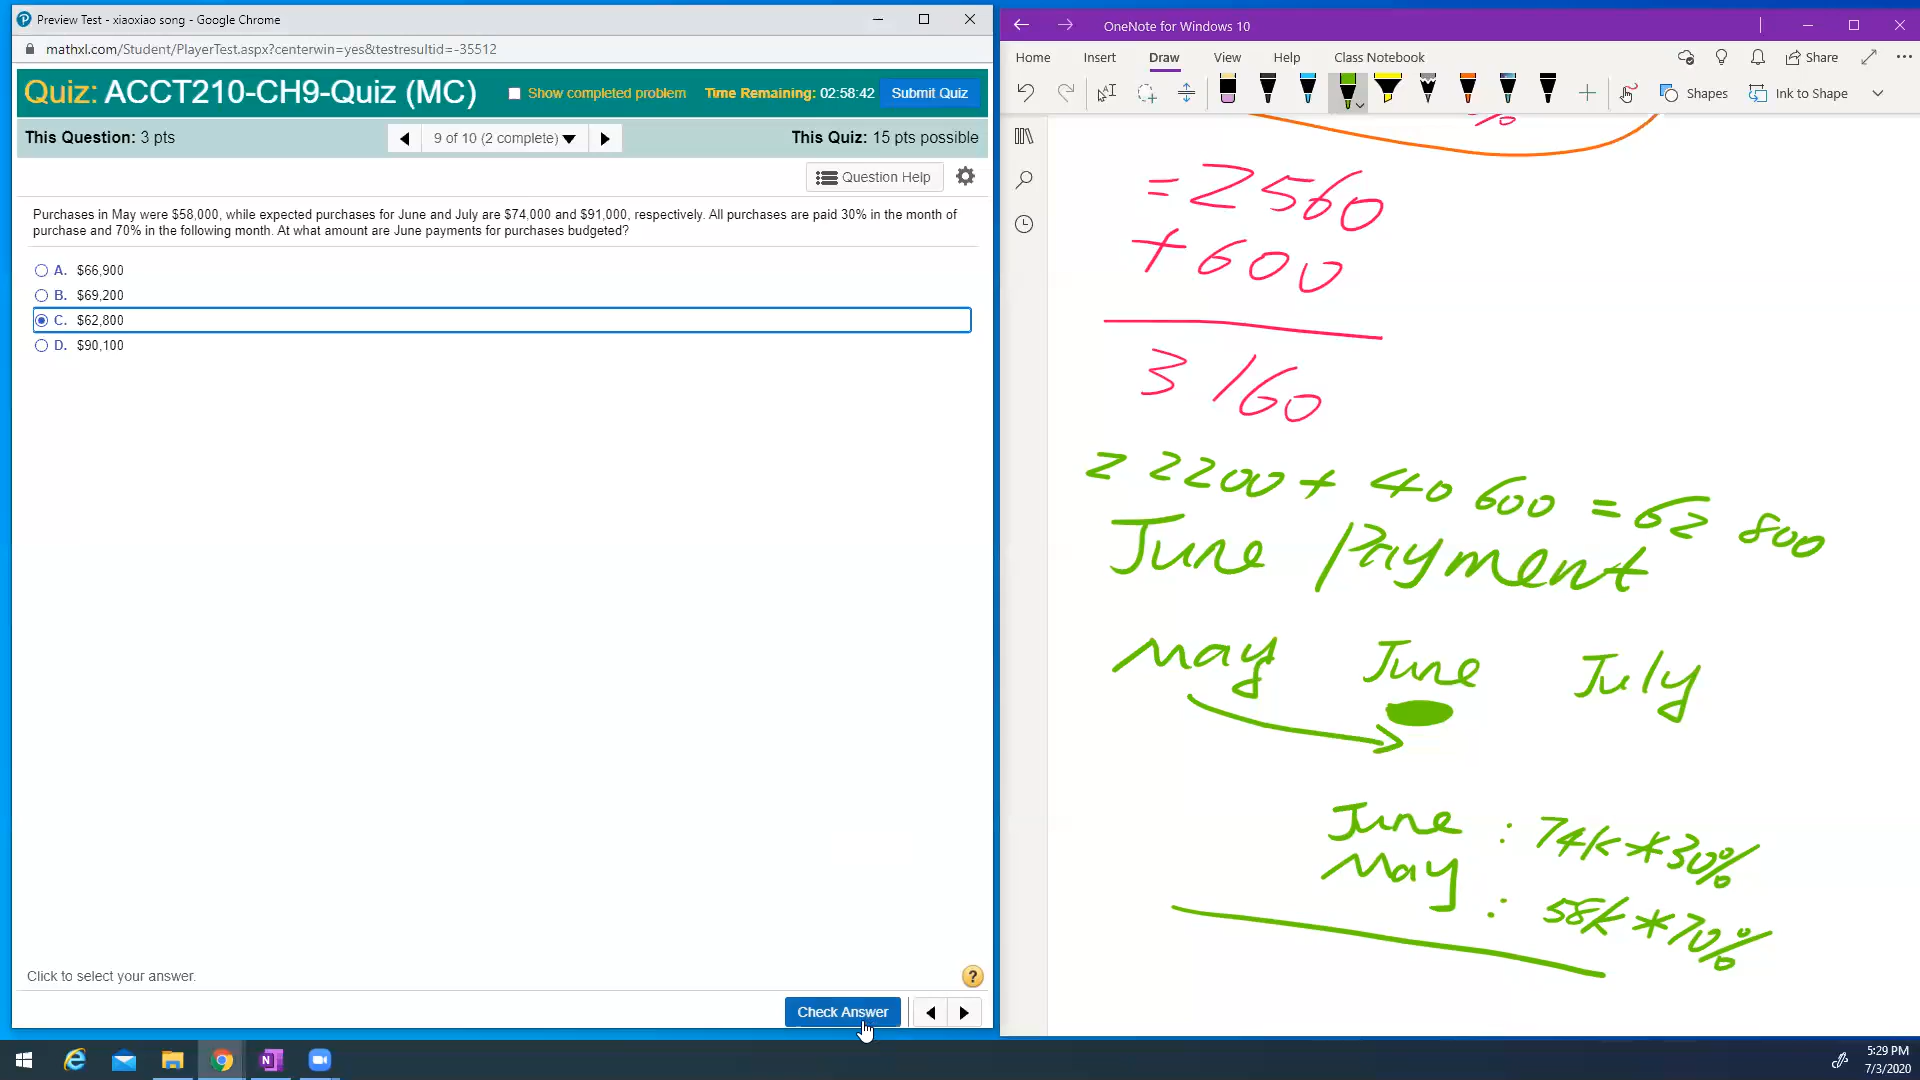 Preview Test - xiaoxiao song - Google Chrome
mathxl.com/Student/PlayerTest.aspx?centerwin=yes&testresultid=-35512
Quiz: ACCT210-CH9-Quiz (MC)
Show completed problem
Time Remaining: 02:58:42
Submit Quiz
This Question: 3 pts
9 of 10 (2 complete)
This Quiz: 15 pts possible
Question Help
Purchases in May were $58,000, while expected purchases for June and July are $74,000 and $91,000, respectively. All purchases are paid 30% in the month of
purchase and 70% in the following month. At what amount are June payments for purchases budgeted?
A. $66,900
B. $69,200
C. $62,800
D. $90,100
Click to select your answer.
?
Check Answer
OneNote for Windows 10
Home Insert Draw View Help Class Notebook
Share
Shapes
Ink to Shape
%
= 2560
+ 600
3160
22200 + 40600 = 62800
June Payment
May June July
June : 74k * 30%
May : 58k * 70%
5:29 PM
7/3/2020